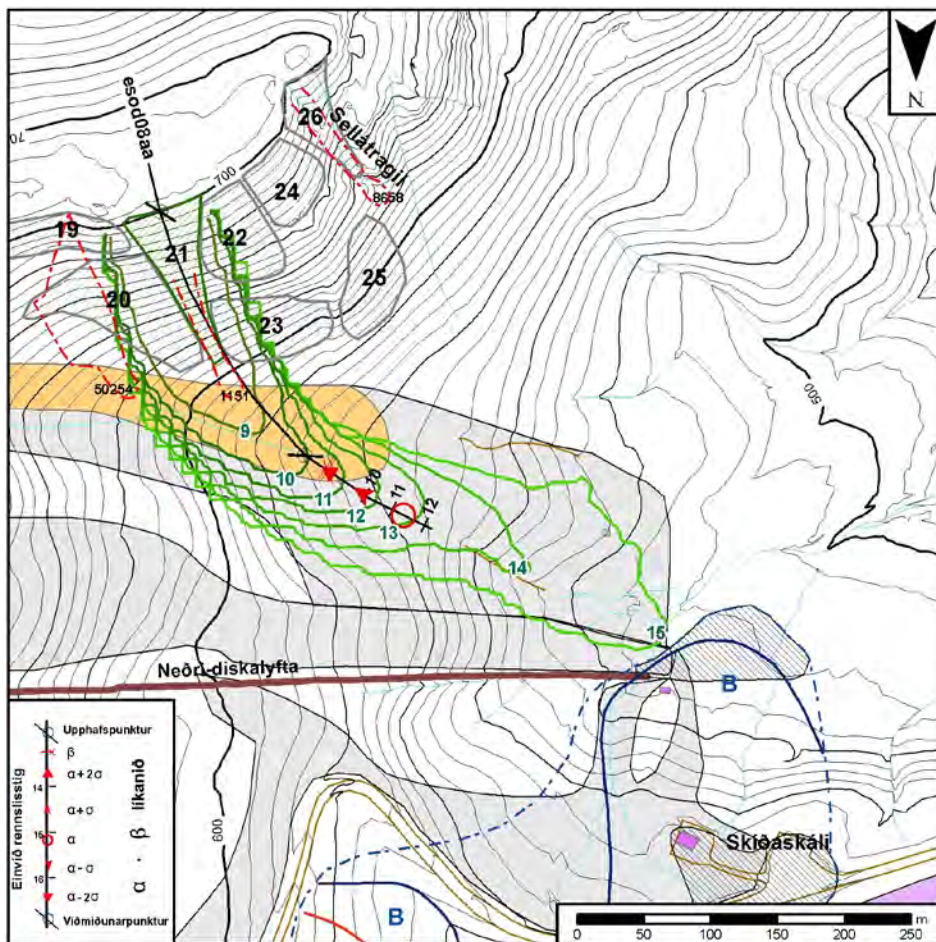 esod08aa
70
700
26
Sellátragil
8658
24
19
22
21
25
20
23
500
50254
1151
9
10
10
11
11
12
12
13
14
15
Neðri-diskalyfta
B
600
Skíðaskáli
B
N
Einvíð rennslisstig
14
15
16
Upphafspunktur
β
α+2σ
α+σ
α
α-σ
α-2σ
Viðmiðunarpunktur
α - β líkanið
m
0 50 100 150 200 250